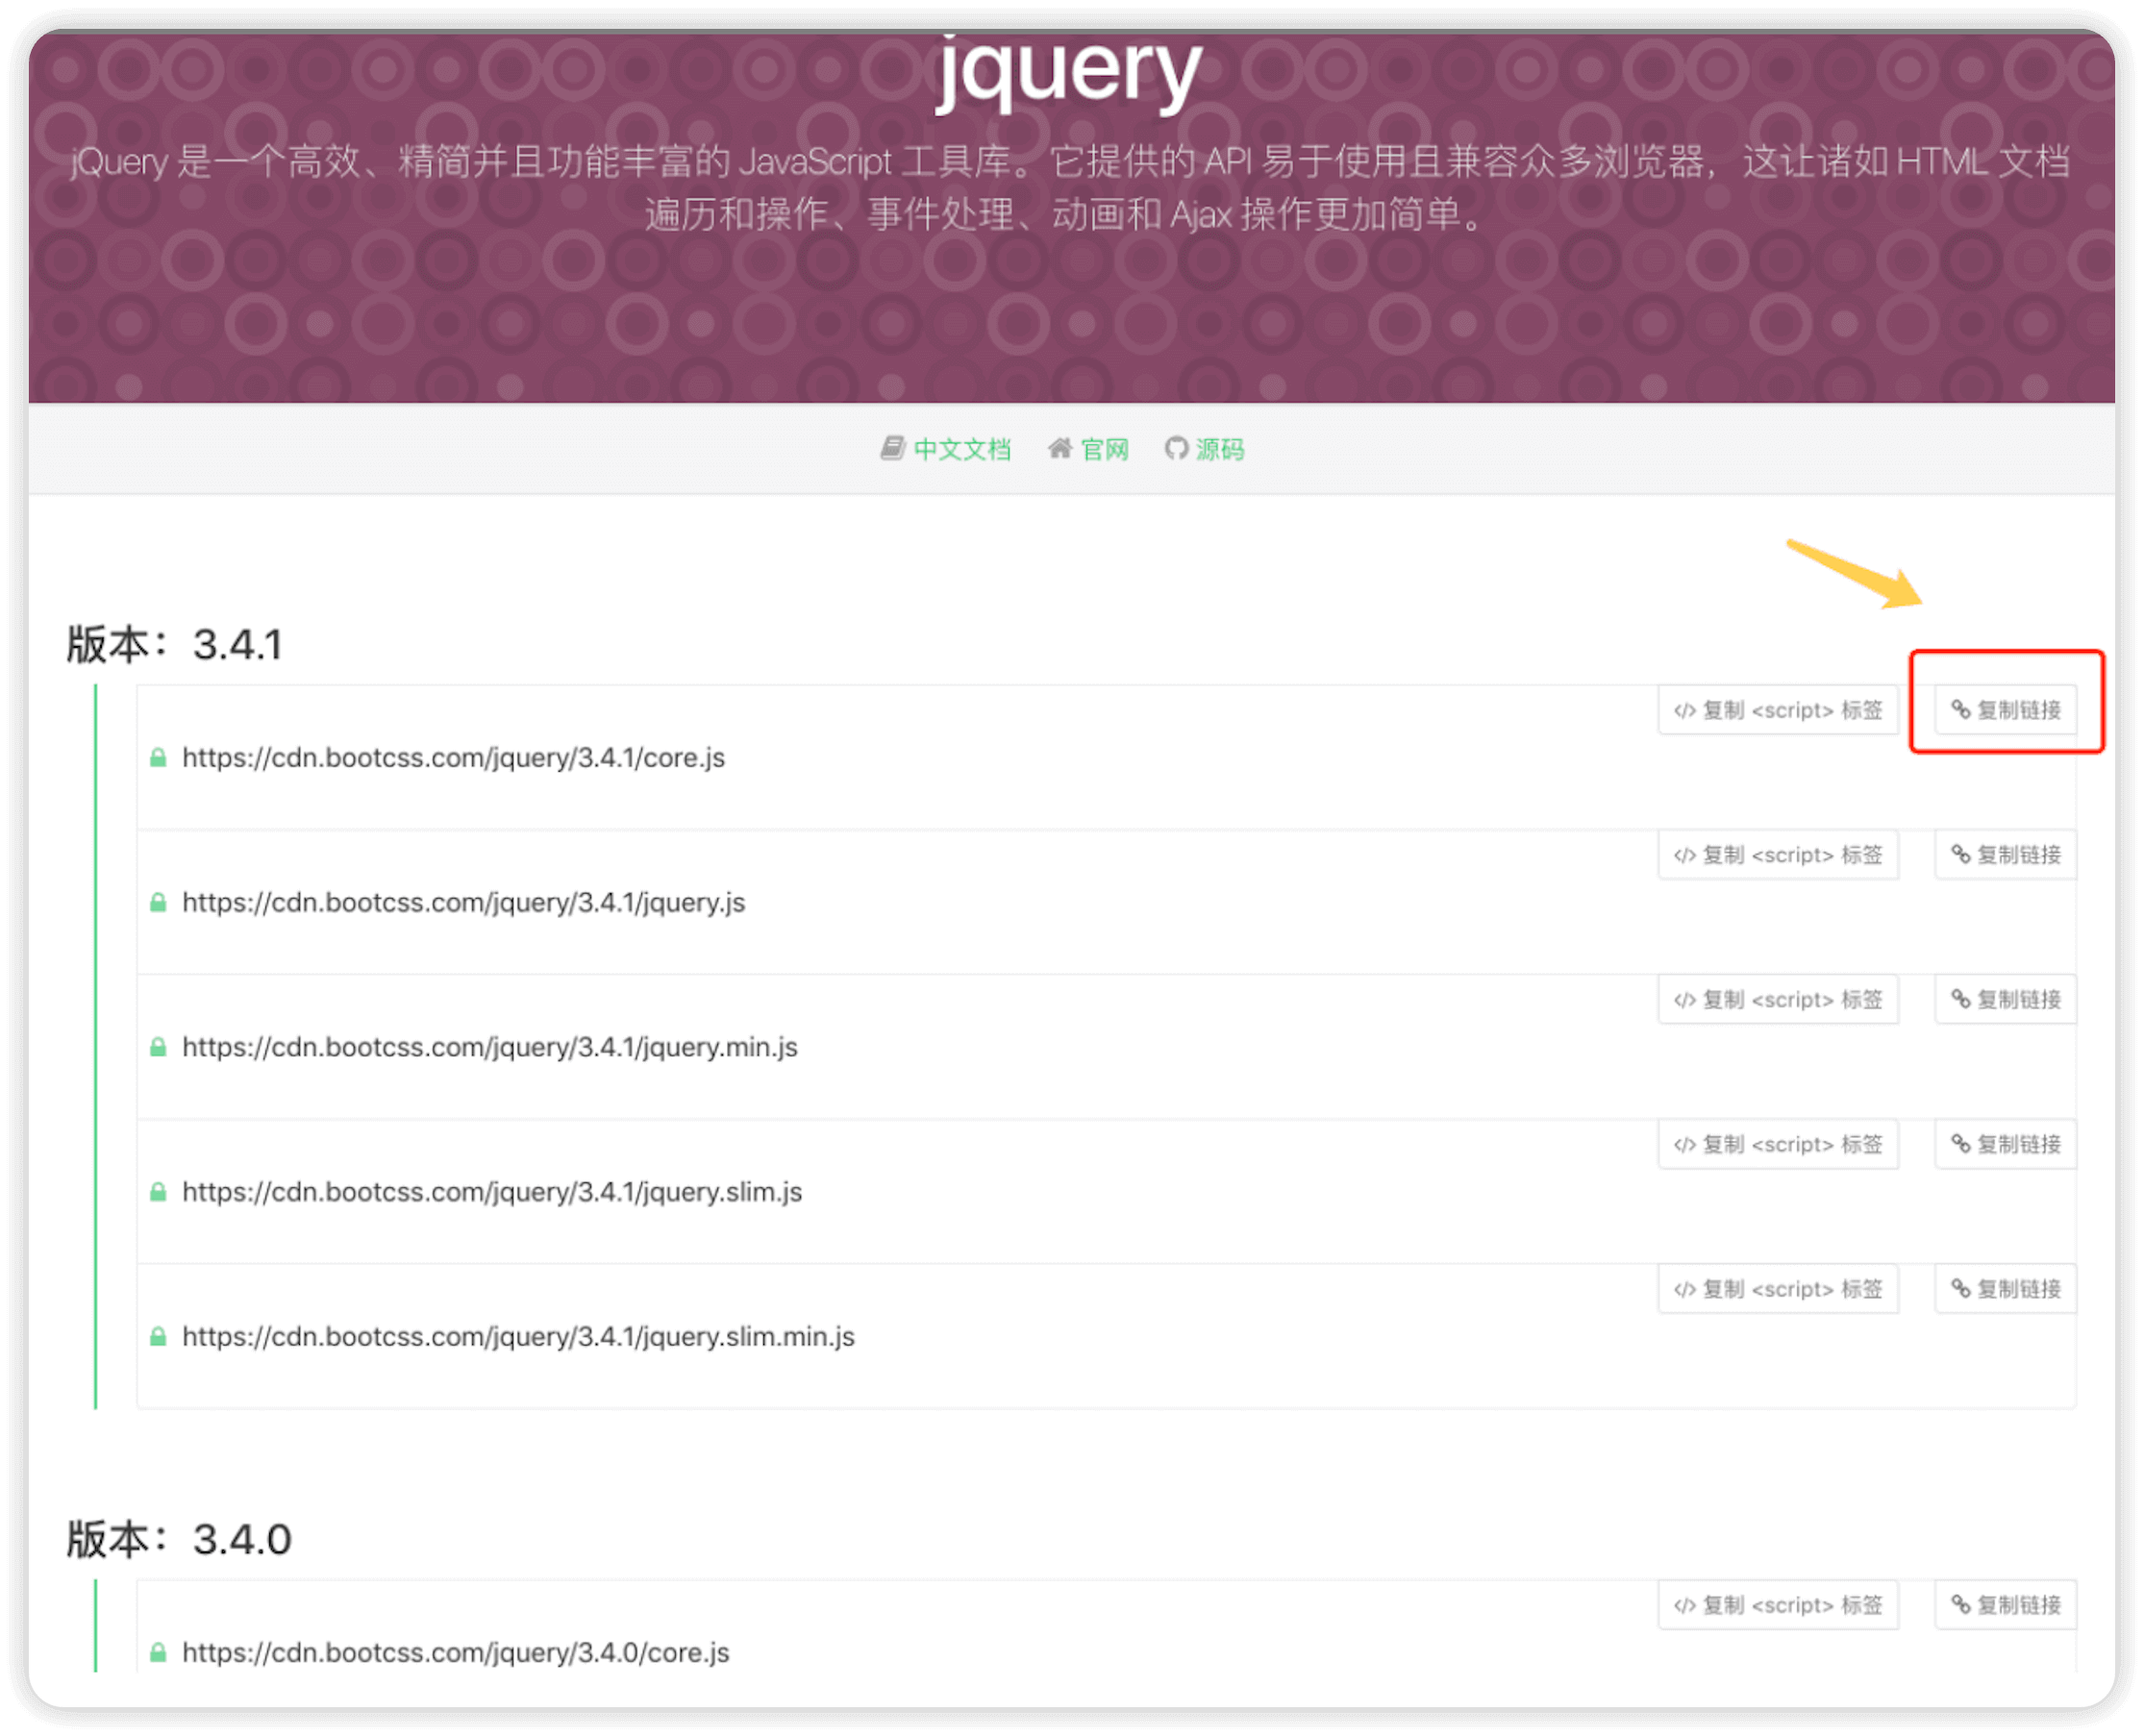 jquery
jQuery 是一个高效、精简并且功能丰富的 JavaScript 工具库。它提供的 API 易于使用且兼容众多浏览器，这让诸如 HTML 文档
遍历和操作、事件处理、动画和 Ajax 操作更加简单。
中文文档 官网 源码
版本：3.4.1
</> 复制 <script> 标签 复制链接
https://cdn.bootcss.com/jquery/3.4.1/core.js
</> 复制 <script> 标签 复制链接
https://cdn.bootcss.com/jquery/3.4.1/jquery.js
</> 复制 <script> 标签 复制链接
https://cdn.bootcss.com/jquery/3.4.1/jquery.min.js
</> 复制 <script> 标签 复制链接
https://cdn.bootcss.com/jquery/3.4.1/jquery.slim.js
</> 复制 <script> 标签 复制链接
https://cdn.bootcss.com/jquery/3.4.1/jquery.slim.min.js
版本：3.4.0
</> 复制 <script> 标签 复制链接
https://cdn.bootcss.com/jquery/3.4.0/core.js